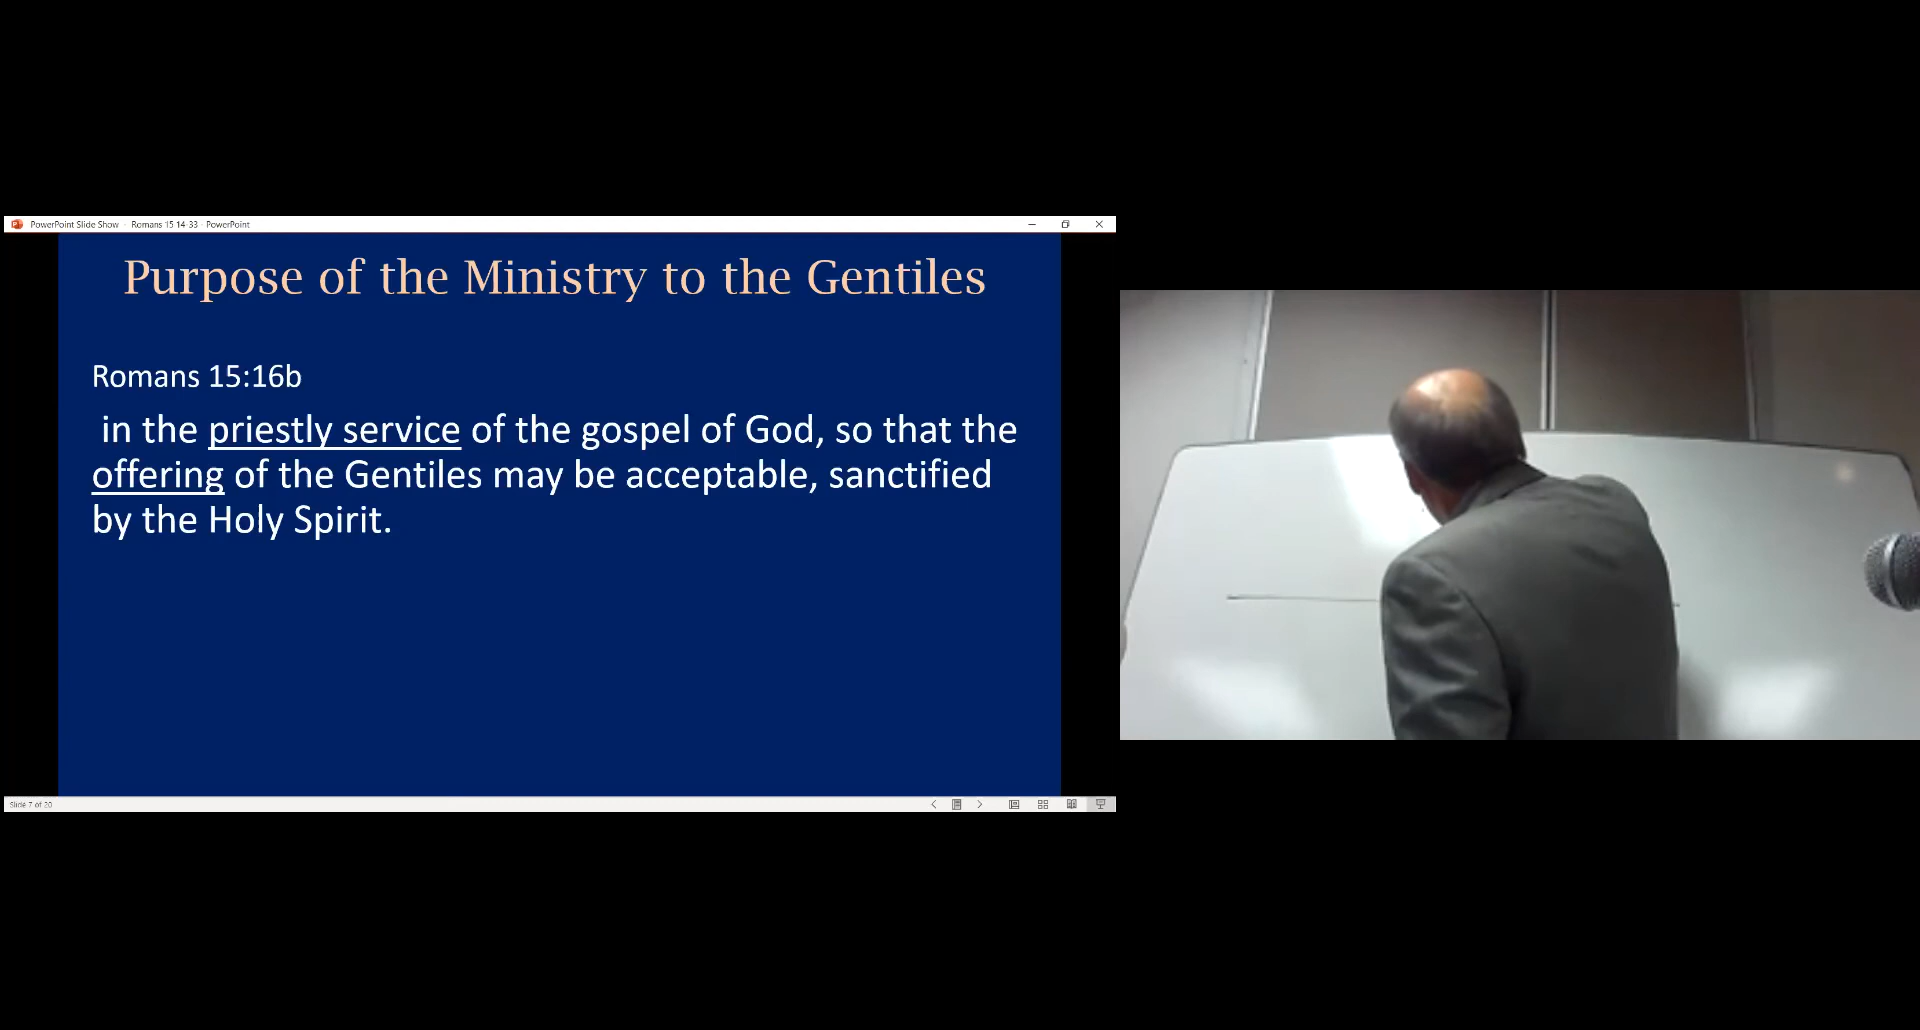 PowerPoint Slide Show - Romans 15 14-33 - PowerPoint
Purpose of the Ministry to the Gentiles
Romans 15:16b
in the priestly service of the gospel of God, so that the
offering of the Gentiles may be acceptable, sanctified
by the Holy Spirit.
Slide 7 of 20